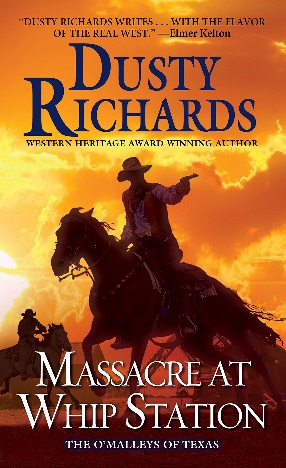 "DUSTY RICHARDS WRITES . . . WITH THE FLAVOR
OF THE REAL WEST." —Elmer Kelton
DUSTY
RICHARDS
WESTERN HERITAGE AWARD WINNING AUTHOR
MASSACRE AT
WHIP STATION
THE O'MALLEYS OF TEXAS